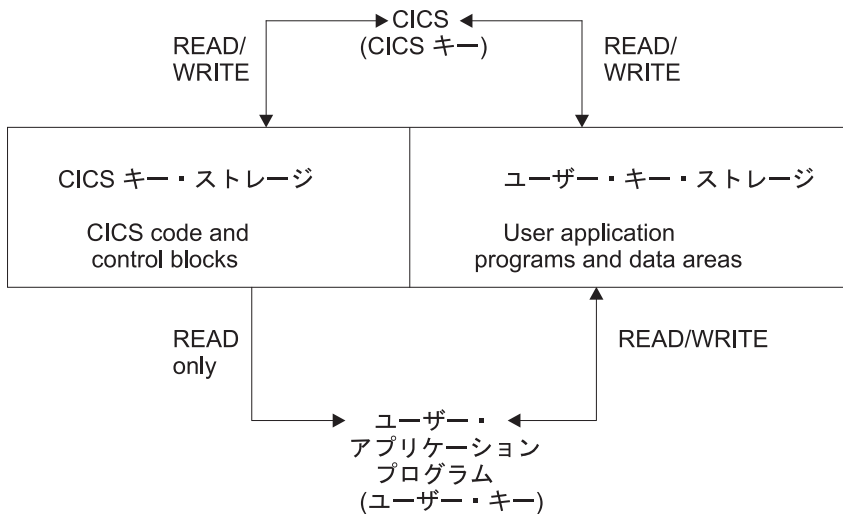 CICS
(CICS キー)
READ/
WRITE
READ/
WRITE
CICS キー・ストレージ
CICS code and
control blocks
ユーザー・キー・ストレージ
User application
programs and data areas
READ
only
READ/WRITE
ユーザー・
アプリケーション
プログラム
(ユーザー・キー)